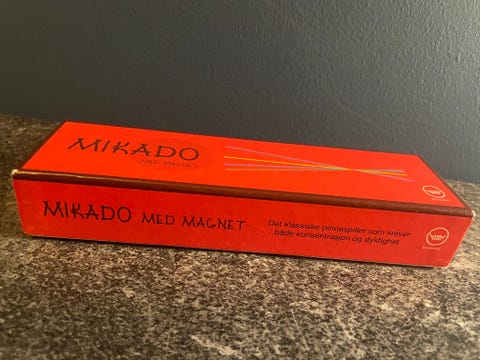 MIKADO
MED MAGNET
MIKADO MED MAGNET
Det klassiske pinnespillet som krever
både konsentrasjon og dyktighet